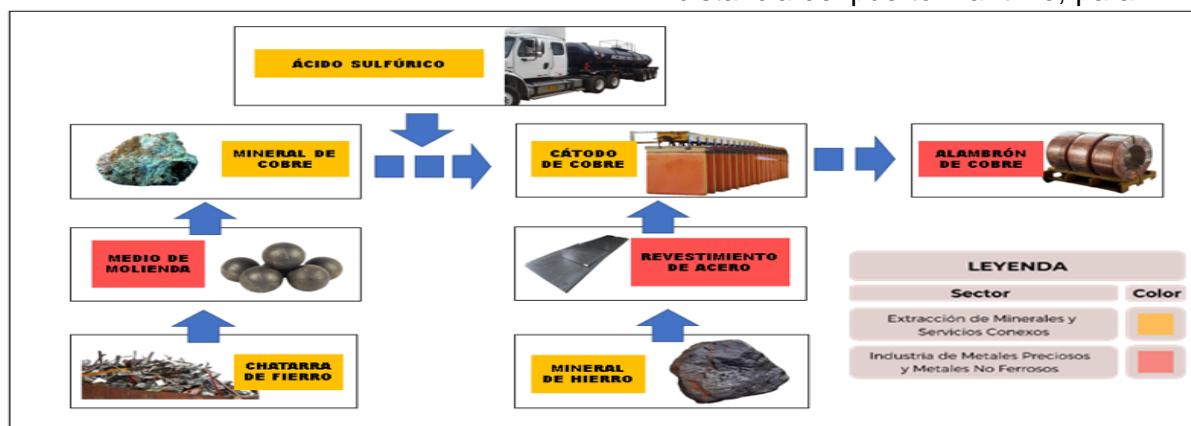 ÁCIDO SULFÚRICO
MINERAL DE
COBRE
CÁTODO
DE COBRE
ALAMBRÓN
DE COBRE
MEDIO DE
MOLIENDA
REVESTIMIENTO
DE ACERO
CHATARRA
DE FIERRO
MINERAL
DE HIERRO
LEYENDA
Sector Color
Extracción de Minerales y
Servicios Conexos
Industria de Metales Preciosos
y Metales No Ferrosos